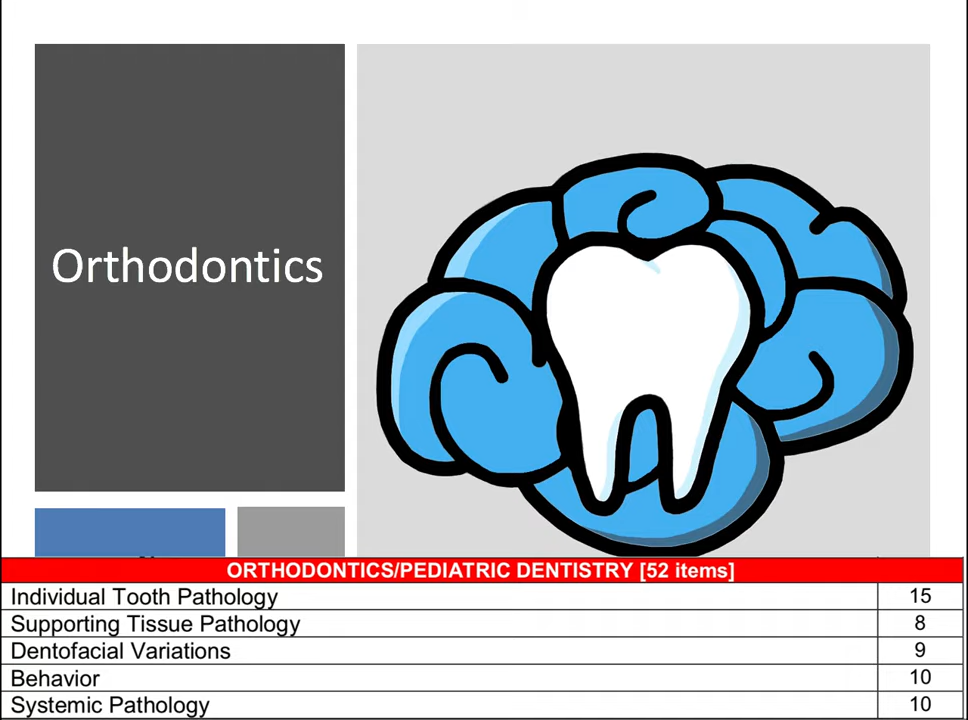 Orthodontics
ORTHODONTICS/PEDIATRIC DENTISTRY [52 items]
Individual Tooth Pathology 15
Supporting Tissue Pathology 8
Dentofacial Variations 9
Behavior 10
Systemic Pathology 10